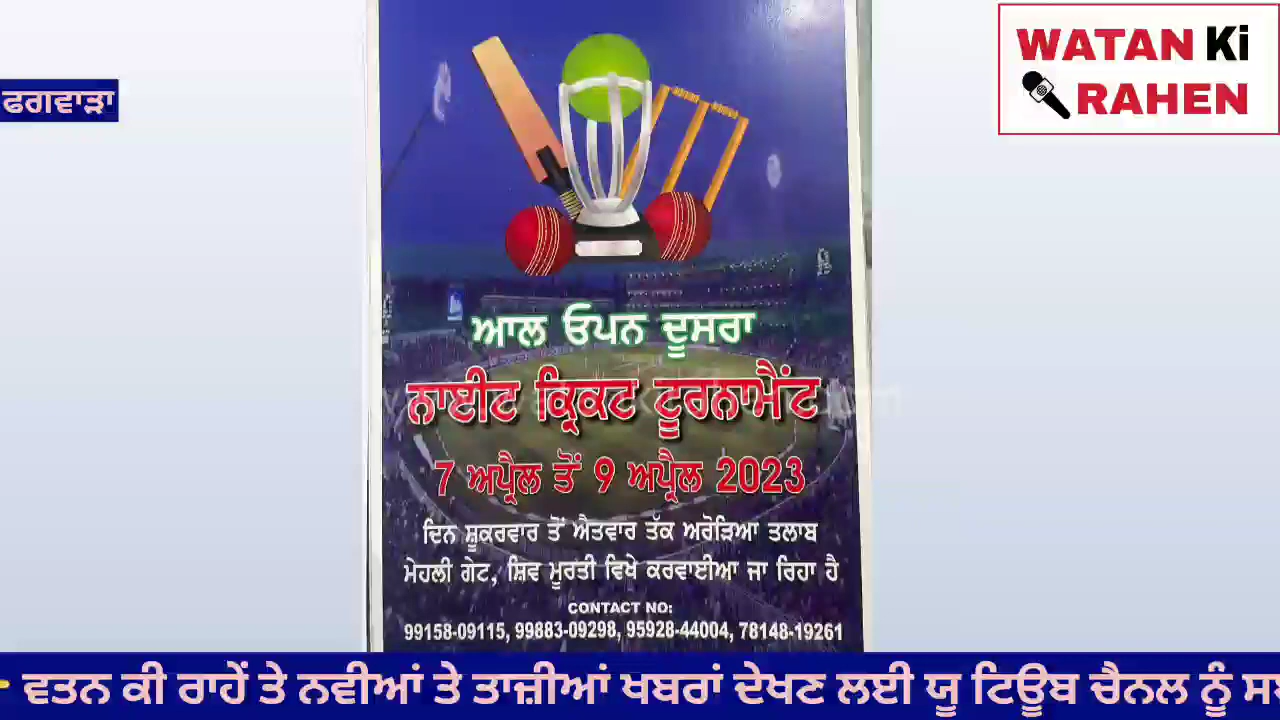 ਫਗਵਾੜਾ
WATAN Ki
RAHEN
ਆਲ ਓਪਨ ਦੂਸਰਾ
ਨਾਈਟ ਕ੍ਰਿਕਟ ਟੂਰਨਾਮੈਂਟ
7 ਅਪ੍ਰੈਲ ਤੋਂ 9 ਅਪ੍ਰੈਲ 2023
ਦਿਨ ਸ਼ੂਕਰਵਾਰ ਤੋਂ ਐਤਵਾਰ ਤੱਕ ਅਰੋੜਿਆ ਤਲਾਬ
ਮੇਹਲੀ ਗੇਟ, ਸ਼ਿਵ ਮੂਰਤੀ ਵਿਖੇ ਕਰਵਾਈਆ ਜਾ ਰਿਹਾ ਹੈ
CONTACT NO:
99158-09115, 99883-09298, 95928-44004, 78148-19261
ਵਤਨ ਕੀ ਰਾਹੇਂ ਤੇ ਨਵੀਆਂ ਤੇ ਤਾਜ਼ੀਆਂ ਖਬਰਾਂ ਦੇਖਣ ਲਈ ਯੂ ਟਿਊਬ ਚੈਨਲ ਨੂੰ